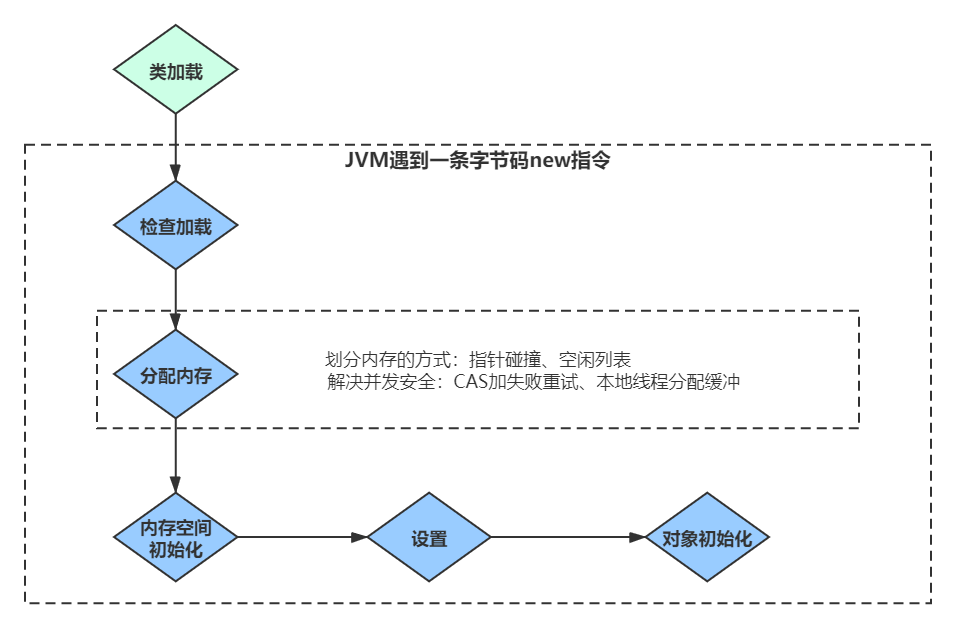 类加载
JVM遇到一条字节码new指令
检查加载
分配内存
划分内存的方式：指针碰撞、空闲列表
解决并发安全：CAS加失败重试、本地线程分配缓冲
内存空间
初始化
设置
对象初始化